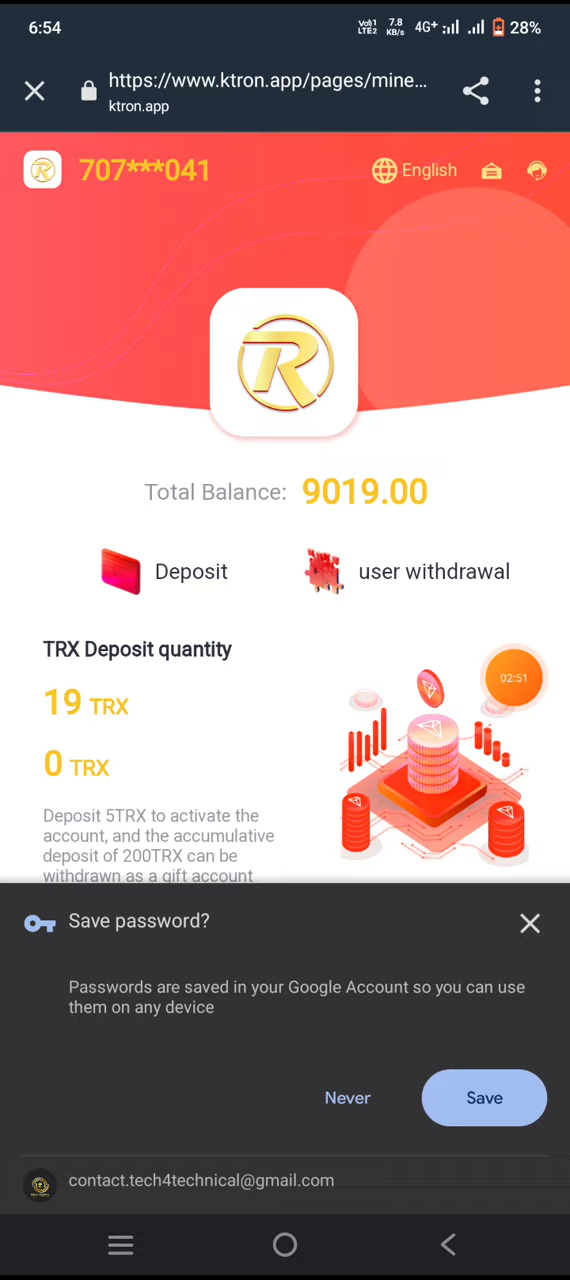 6:54
Vo)) 1
LTE2
7.8
KB/s
4G+
28%
https://www.ktron.app/pages/mine...
ktron.app
707***041
English
R
Total Balance: 9019.00
Deposit
user withdrawal
TRX Deposit quantity
02:51
19 TRX
0 TRX
Deposit 5TRX to activate the
account, and the accumulative
deposit of 200TRX can be
withdrawn as a gift account
Save password?
Passwords are saved in your Google Account so you can use
them on any device
Never
Save
contact.tech4technical@gmail.com